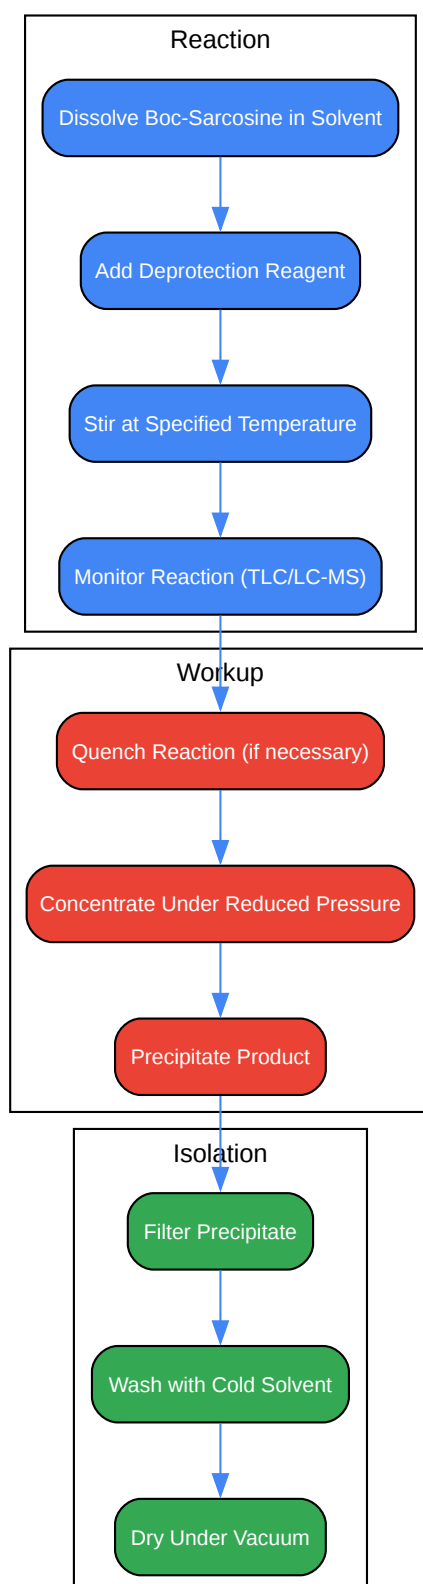 Reaction
Dissolve Boc-Sarcosine in Solvent
Add Deprotection Reagent
Stir at Specified Temperature
Monitor Reaction (TLC/LC-MS)
Workup
Quench Reaction (if necessary)
Concentrate Under Reduced Pressure
Precipitate Product
Isolation
Filter Precipitate
Wash with Cold Solvent
Dry Under Vacuum